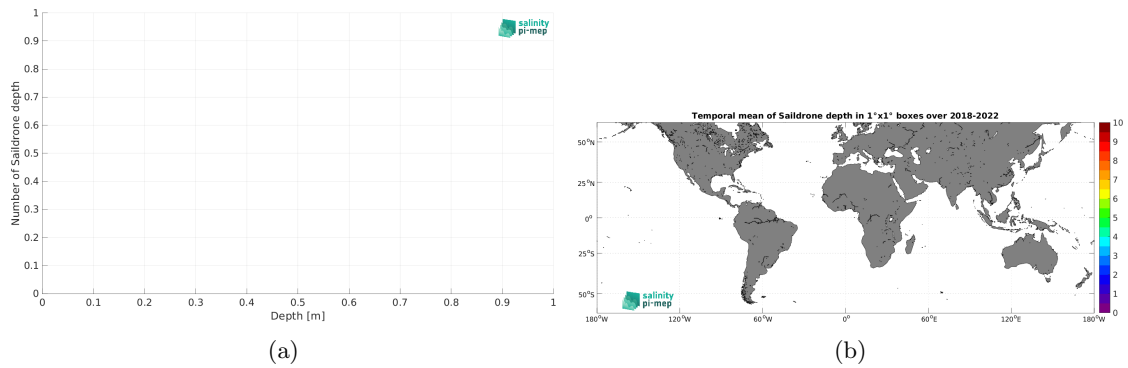 1
0.9
0.8
0.7
0.6
0.5
0.4
0.3
0.2
0.1
0
Number of Saildrone depth
0 0.1 0.2 0.3 0.4 0.5 0.6 0.7 0.8 0.9 1
Depth [m]
salinity
pi-mep
(a)
Temporal mean of Saildrone depth in 1°x1° boxes over 2018-2022
50°N
25°N
0°
25°S
50°S
180°W 120°W 60°W 0° 60°E 120°E 180°W
salinity
pi-mep
10
9
8
7
6
5
4
3
2
1
0
(b)